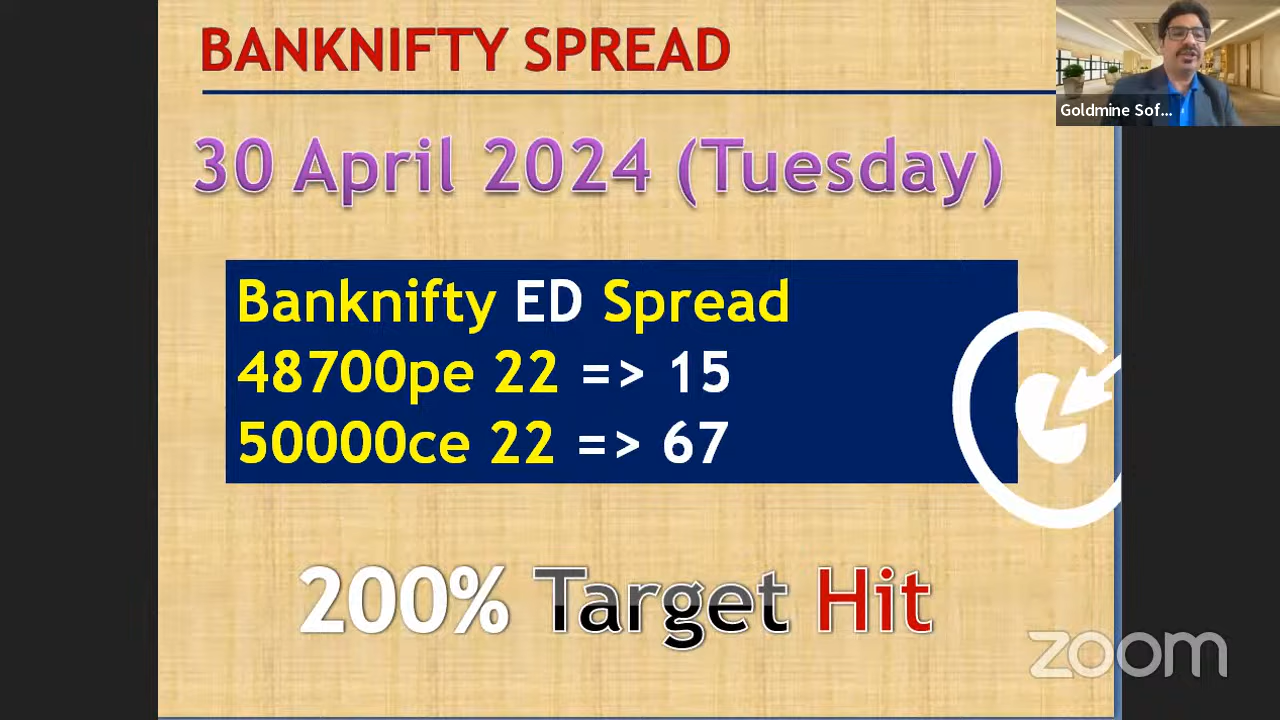 BANKNIFTY SPREAD
Goldmine Sof...
30 April 2024 (Tuesday)
Banknifty ED Spread
48700pe 22 => 15
50000ce 22 => 67
200% Target Hit
zoom